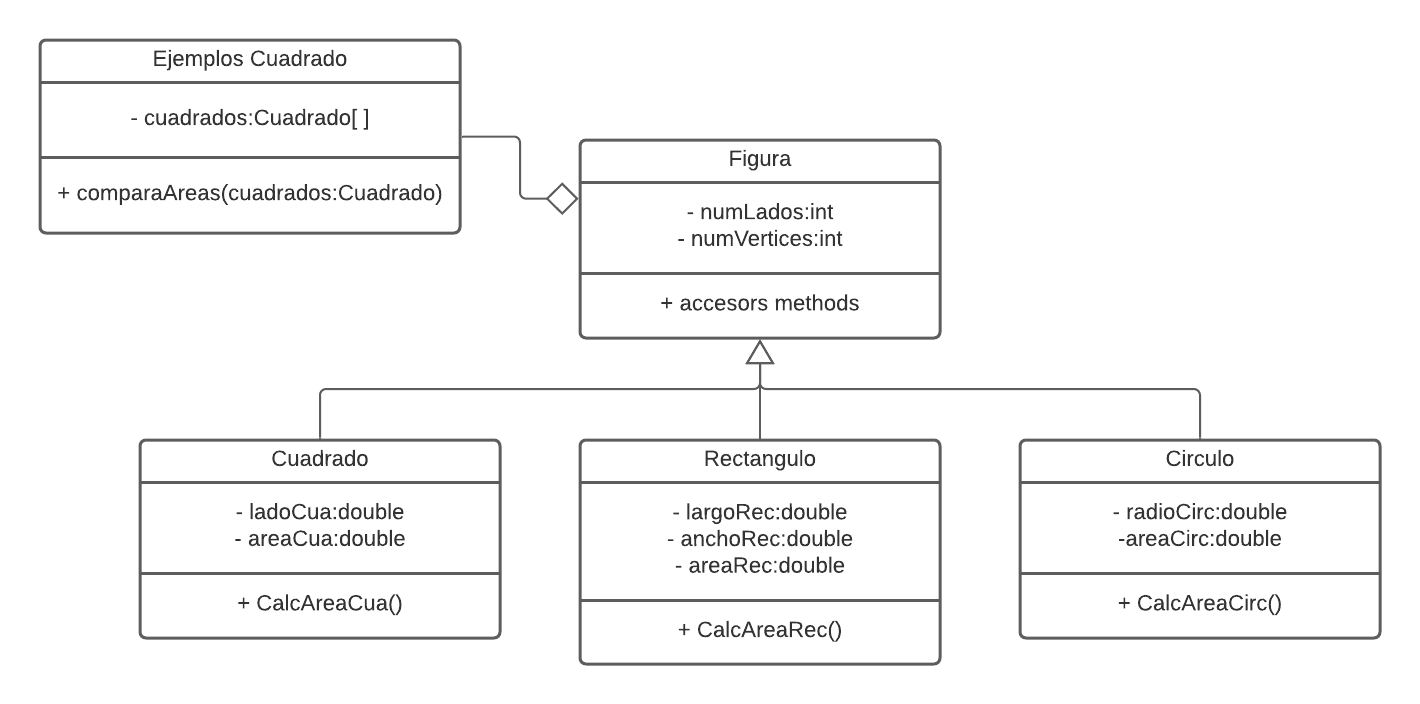 Ejemplos Cuadrado
- cuadrados:Cuadrado[ ]
+ comparaAreas(cuadrados:Cuadrado)
Figura
- numLados:int
- numVertices:int
+ accesors methods
Cuadrado
- ladoCua:double
- areaCua:double
+ CalcAreaCua()
Rectangulo
- largoRec:double
- anchoRec:double
- areaRec:double
+ CalcAreaRec()
Circulo
- radioCirc:double
-areaCirc:double
+ CalcAreaCirc()